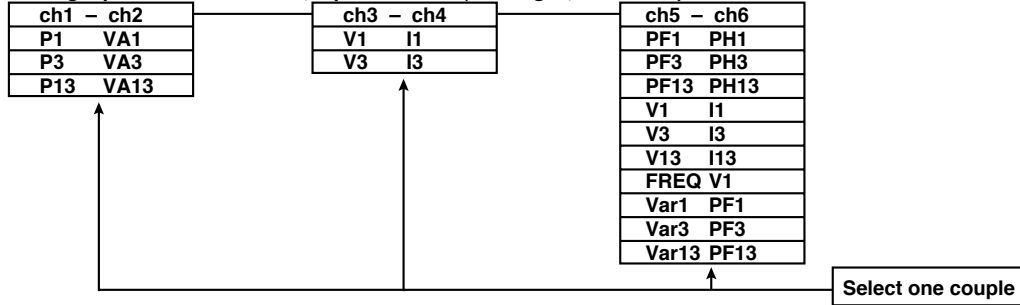 ch1 – ch2
P1 VA1
P3 VA3
P13 VA13
ch3 – ch4
V1 I1
V3 I3
ch5 – ch6
PF1 PH1
PF3 PH3
PF13 PH13
V1 I1
V3 I3
V13 I13
FREQ V1
Var1 PF1
Var3 PF3
Var13 PF13
Select one couple